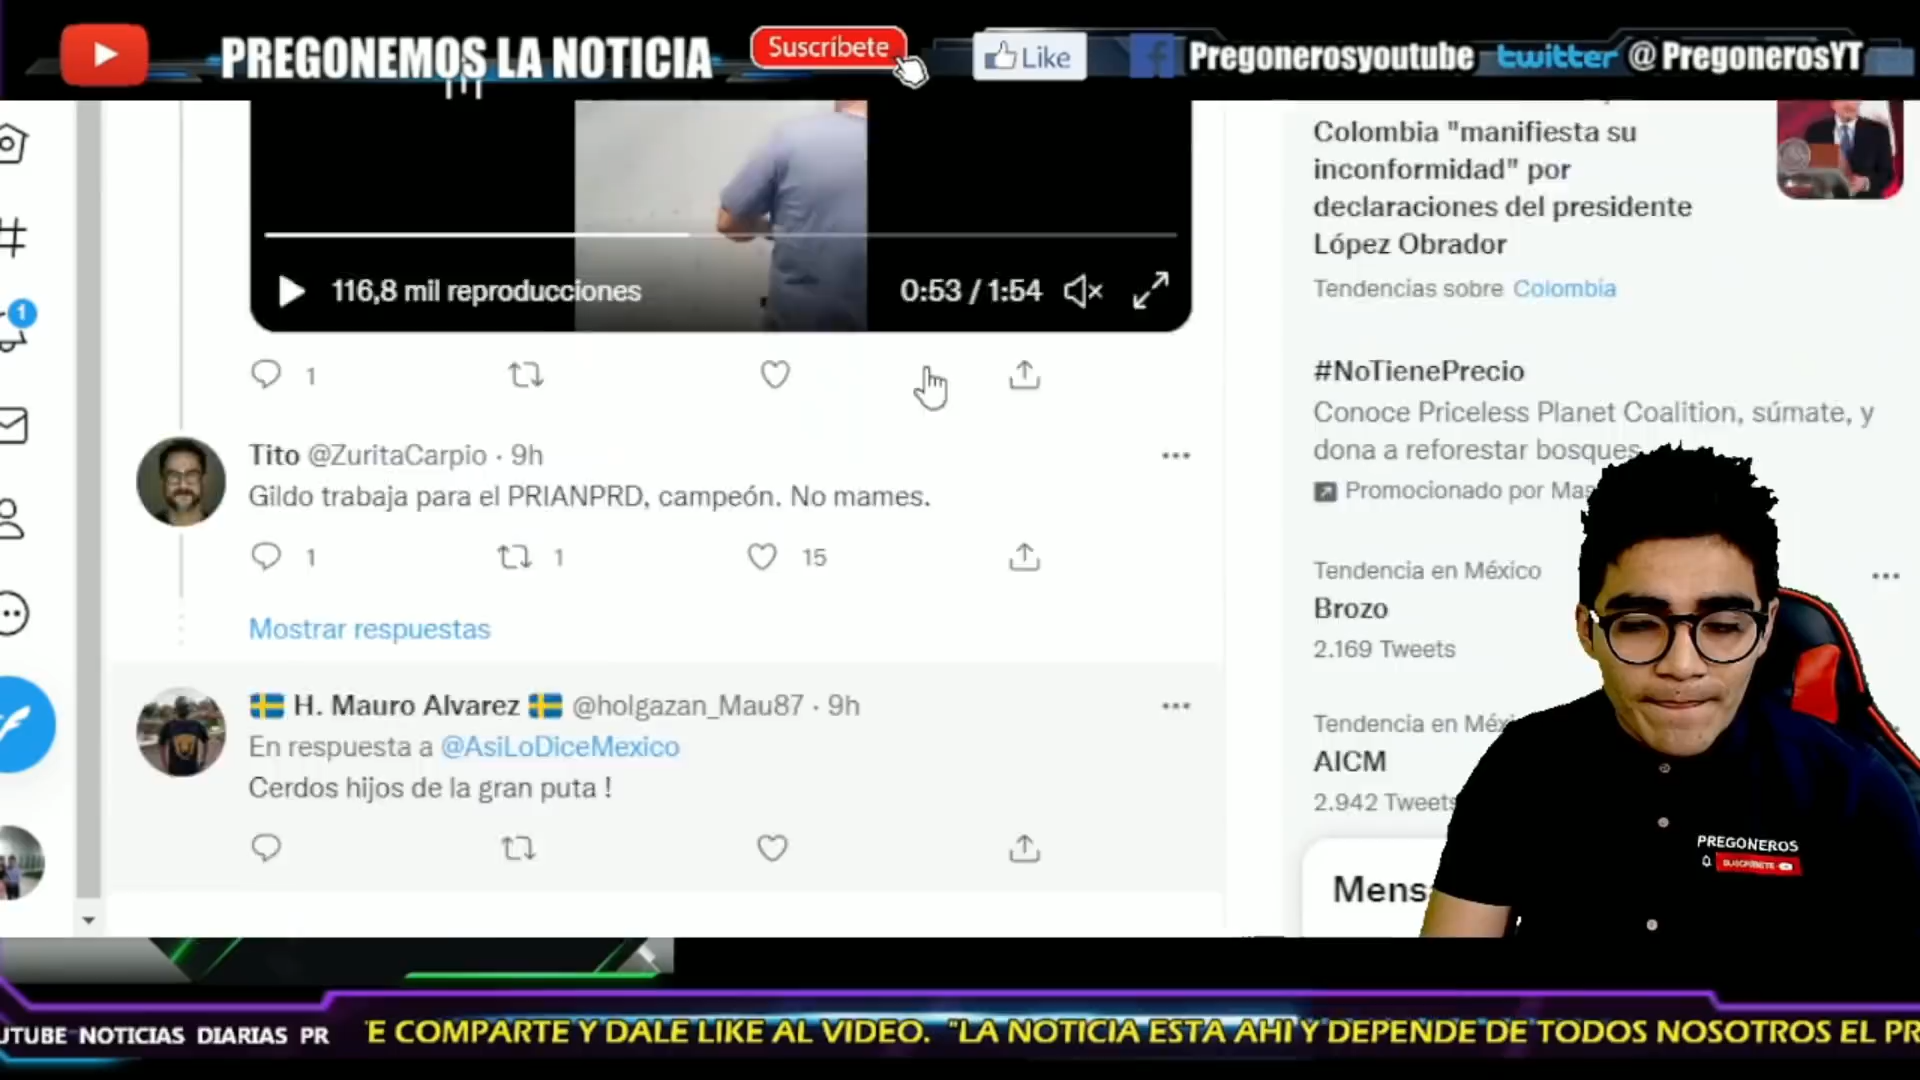 PREGONEMOS LA NOTICIA
Suscríbete
Like
Pregonerosyoutube
twitter @PregonerosYT
116,8 mil reproducciones
0:53 / 1:54
1
Tito @ZuritaCarpio · 9h
Gildo trabaja para el PRIANPRD, campeón. No mames.
1
1
15
Mostrar respuestas
H. Mauro Alvarez @holgazan_Mau87 · 9h
En respuesta a @AsiLoDiceMexico
Cerdos hijos de la gran puta !
1
Colombia "manifiesta su
inconformidad" por
declaraciones del presidente
López Obrador
Tendencias sobre Colombia
#NoTienePrecio
Conoce Priceless Planet Coalition, súmate, y
dona a reforestar bosques
Promocionado por Mas
Tendencia en México
Brozo
2.169 Tweets
Tendencia en Méxi
AICM
2.942 Tweets
Mens
PREGONEROS
SUSCRÍBETE
UTUBE NOTICIAS DIARIAS PR
E COMPARTE Y DALE LIKE AL VIDEO. "LA NOTICIA ESTA AHI Y DEPENDE DE TODOS NOSOTROS EL PR